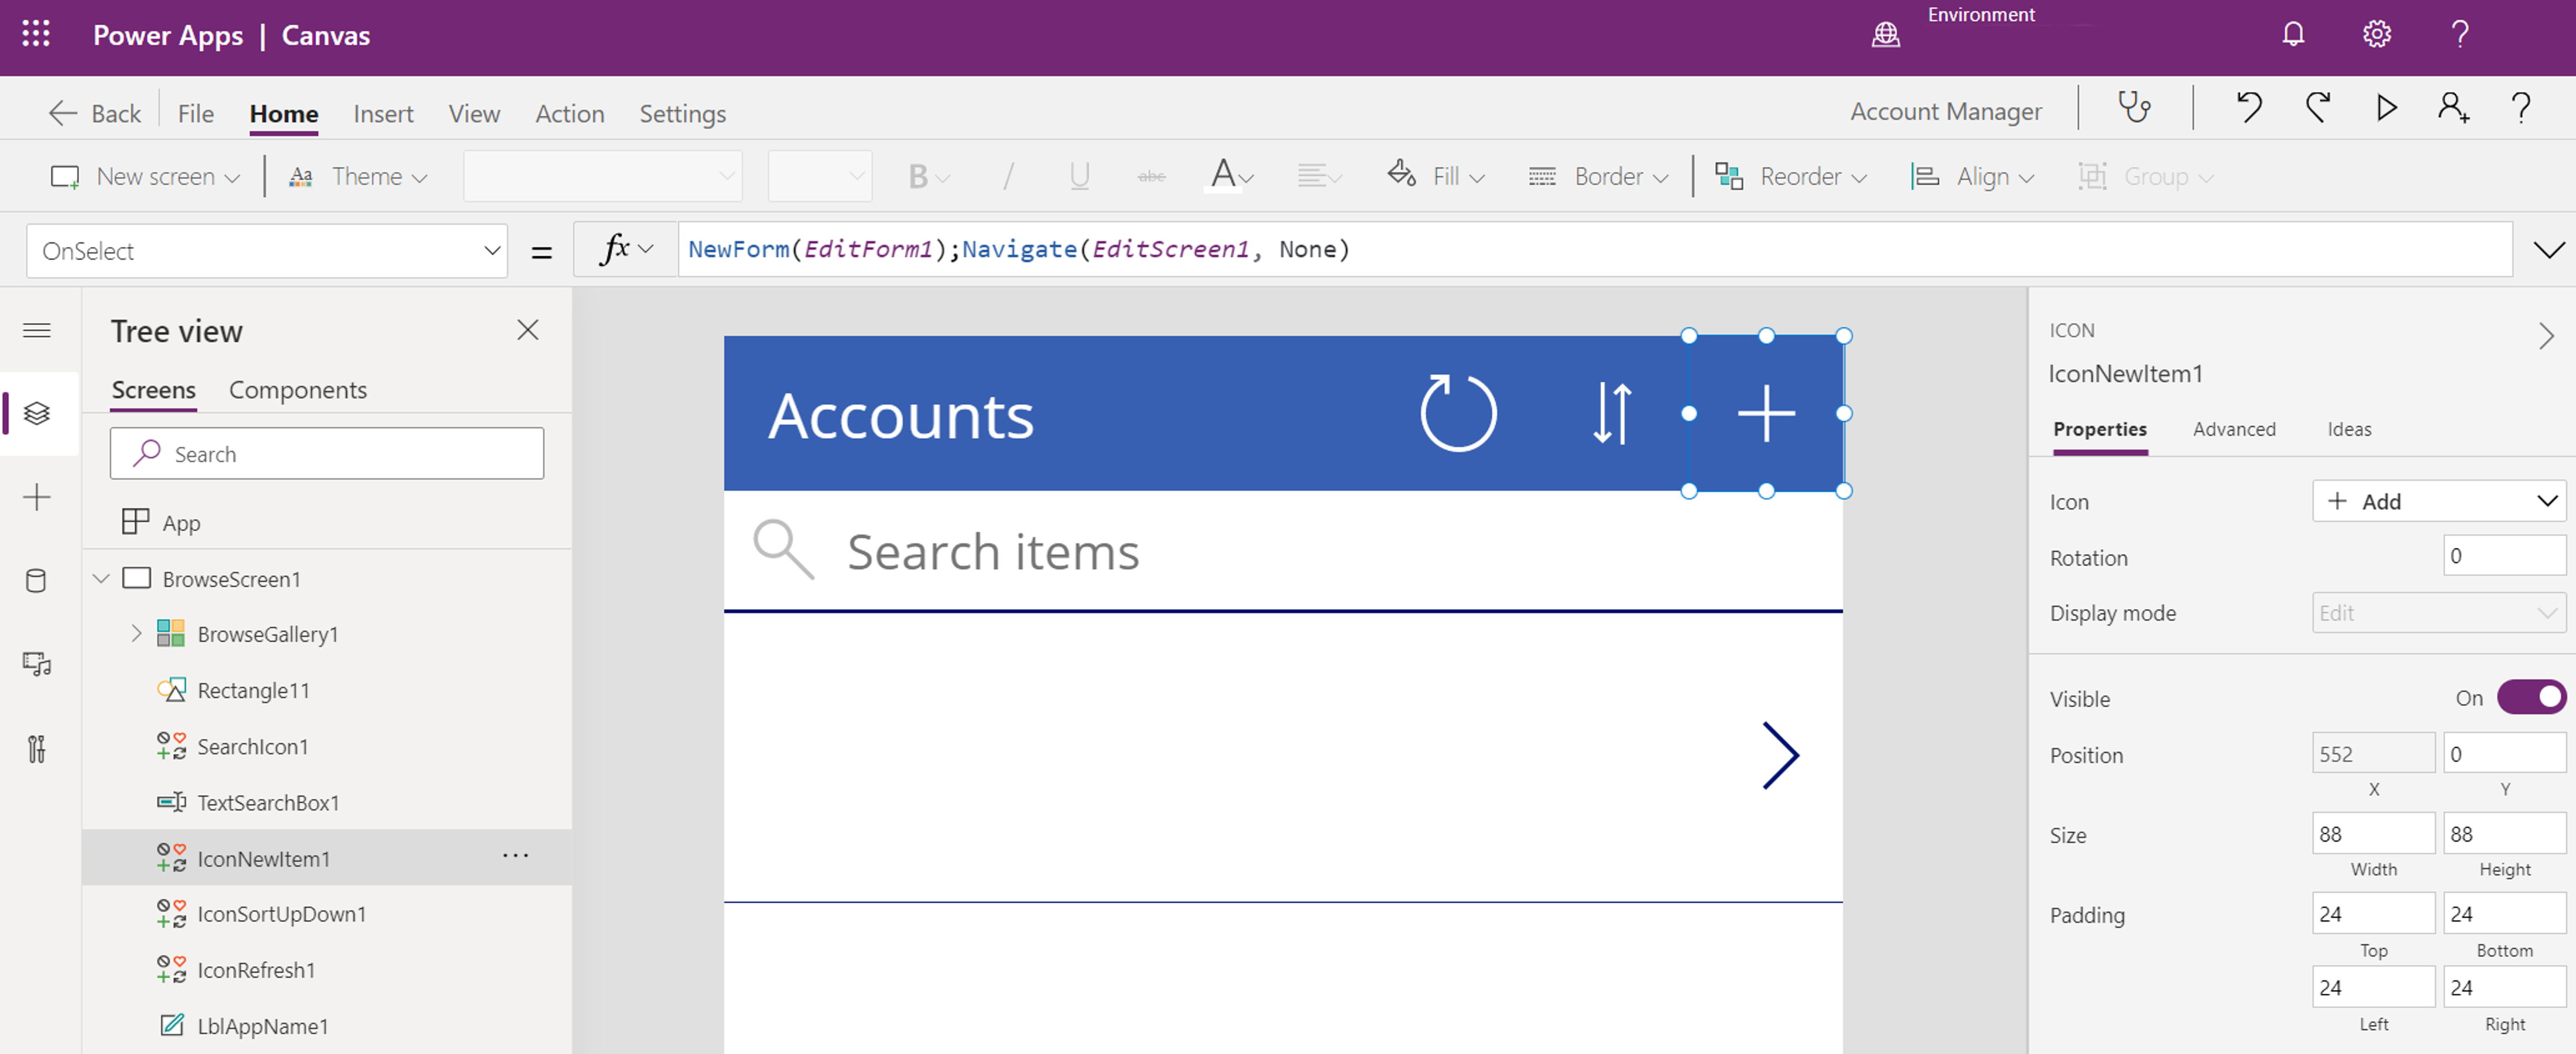 Power Apps | Canvas
Environment
Back File Home Insert View Action Settings
Account Manager
New screen Aa Theme B / U abc A Fill Border Reorder Align Group
OnSelect = fx NewForm(EditForm1);Navigate(EditScreen1, None)
Tree view
Screens Components
Search
App
BrowseScreen1
BrowseGallery1
Rectangle11
SearchIcon1
TextSearchBox1
IconNewItem1 ...
IconSortUpDown1
IconRefresh1
LblAppName1
Accounts
Search items
ICON
IconNewItem1
Properties Advanced Ideas
Icon + Add
Rotation 0
Display mode Edit
Visible On
Position 552 0
X Y
Size 88 88
Width Height
Padding 24 24
Top Bottom
24 24
Left Right